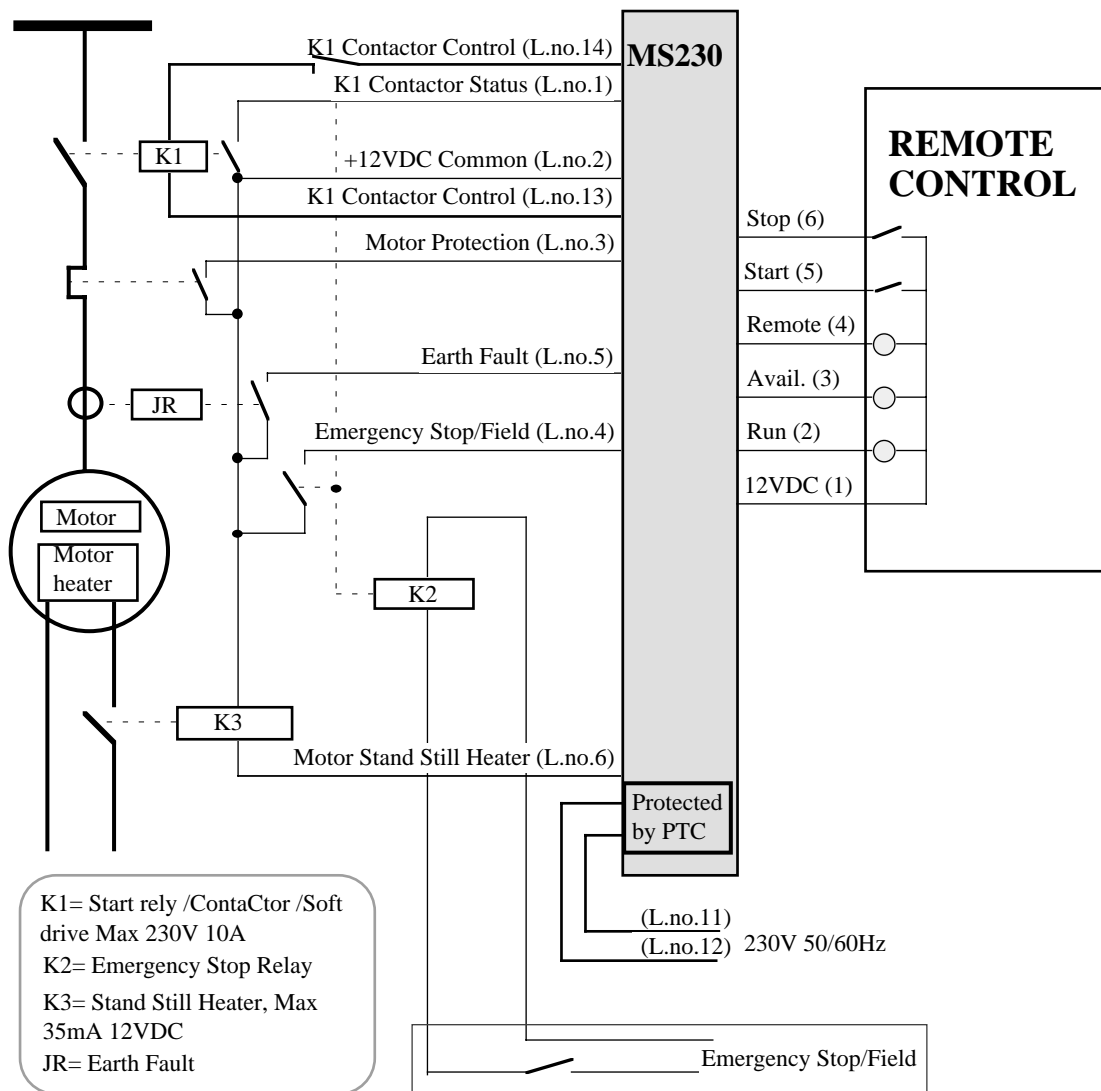 K1 Contactor Control (L.no.14)
MS230
K1 Contactor Status (L.no.1)
K1
+12VDC Common (L.no.2)
REMOTE
CONTROL
K1 Contactor Control (L.no.13)
Stop (6)
Motor Protection (L.no.3)
Start (5)
Remote (4)
Earth Fault (L.no.5)
Avail. (3)
JR
Emergency Stop/Field (L.no.4)
Run (2)
12VDC (1)
Motor
Motor
heater
K2
K3
Motor Stand Still Heater (L.no.6)
Protected
by PTC
K1= Start rely /ContaCtor /Soft
drive Max 230V 10A
K2= Emergency Stop Relay
K3= Stand Still Heater, Max
35mA 12VDC
JR= Earth Fault
(L.no.11)
(L.no.12) 230V 50/60Hz
Emergency Stop/Field